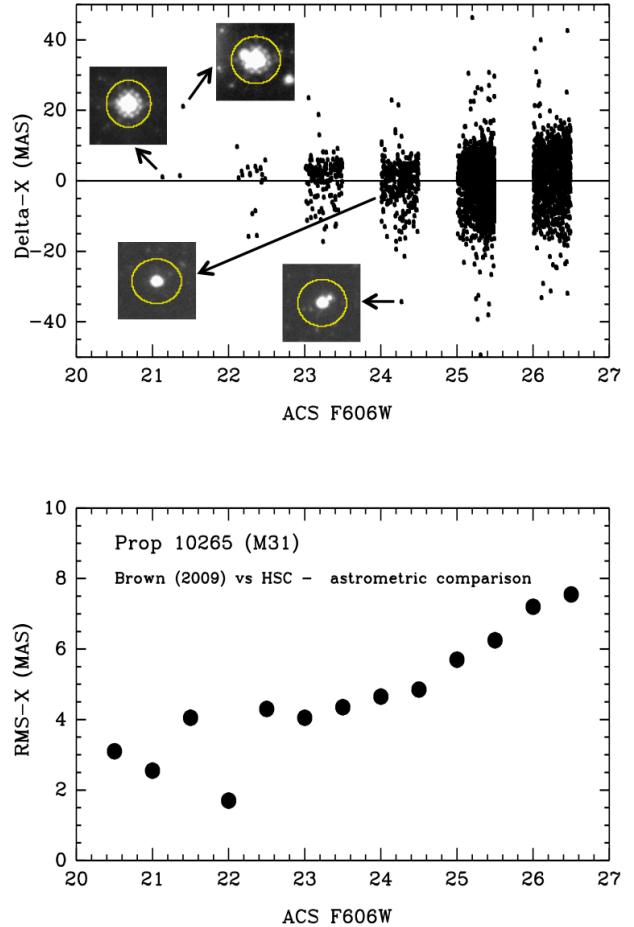 40
20
0
-20
-40
Delta-X (MAS)
20 21 22 23 24 25 26 27
ACS F606W
10
8
6
4
2
0
RMS-X (MAS)
Prop 10265 (M31)
Brown (2009) vs HSC - astrometric comparison
20 21 22 23 24 25 26 27
ACS F606W